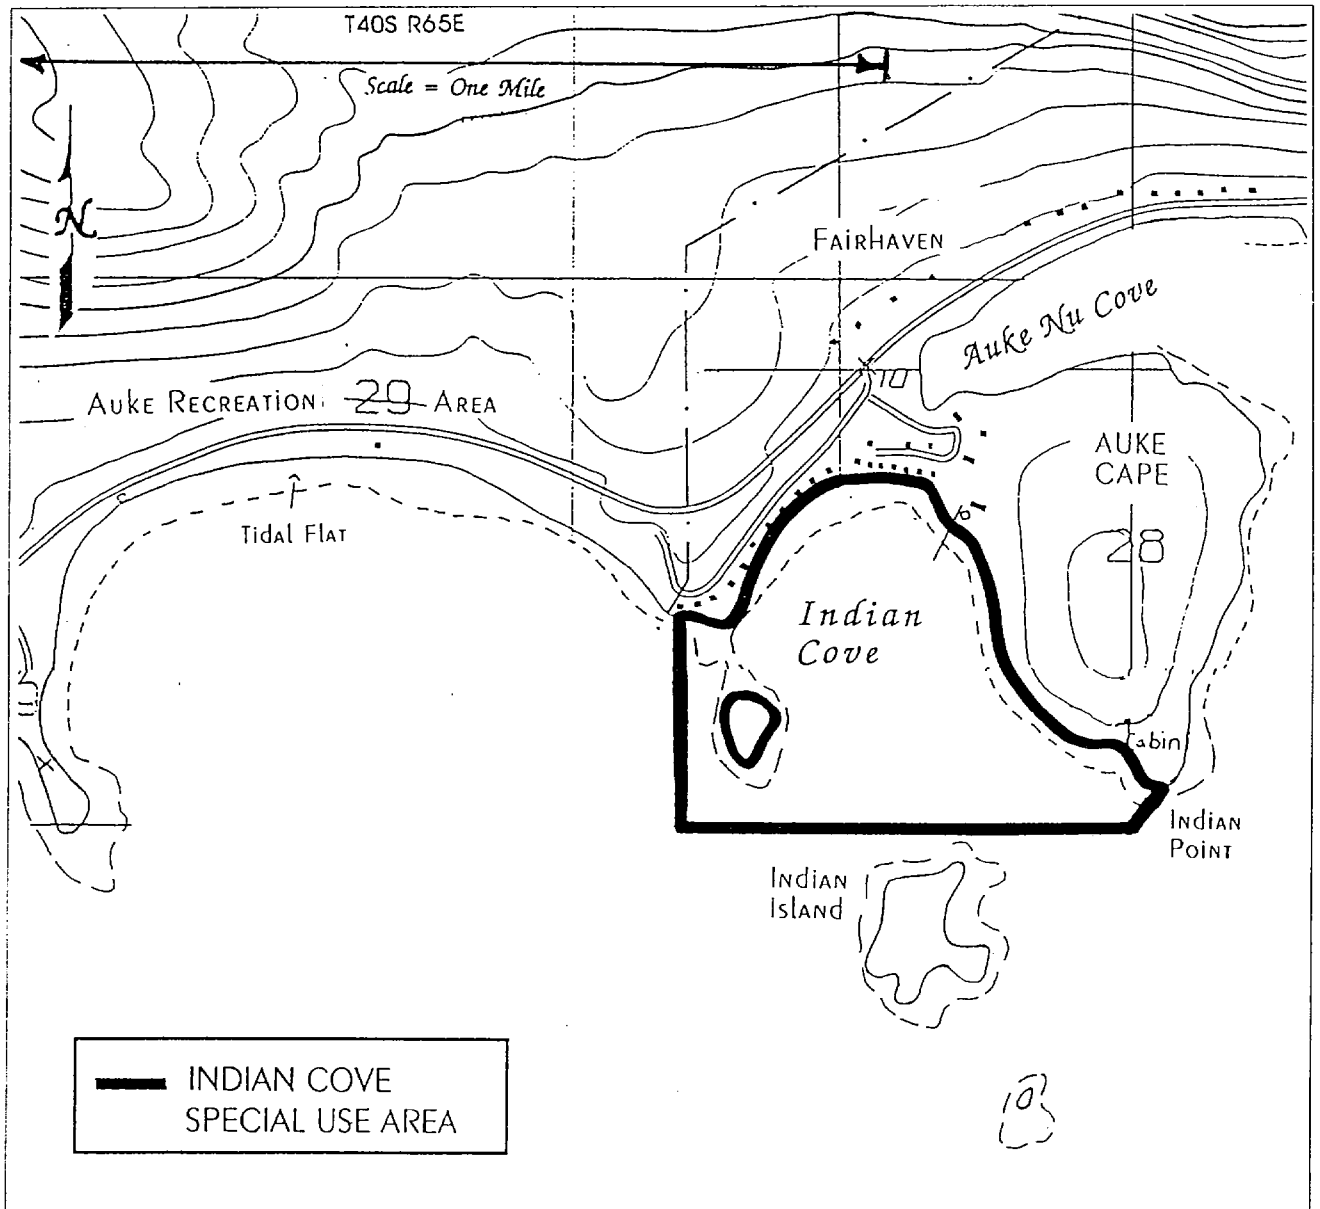 T40S R65E
Scale = One Mile
N
FAIRHAVEN
Auke Nu Cove
10
AUKE RECREATION 29 AREA
AUKE
CAPE
Tidal Flat
28
Indian
Cove
Cabin
INDIAN
POINT
INDIAN
ISLAND
INDIAN COVE
SPECIAL USE AREA